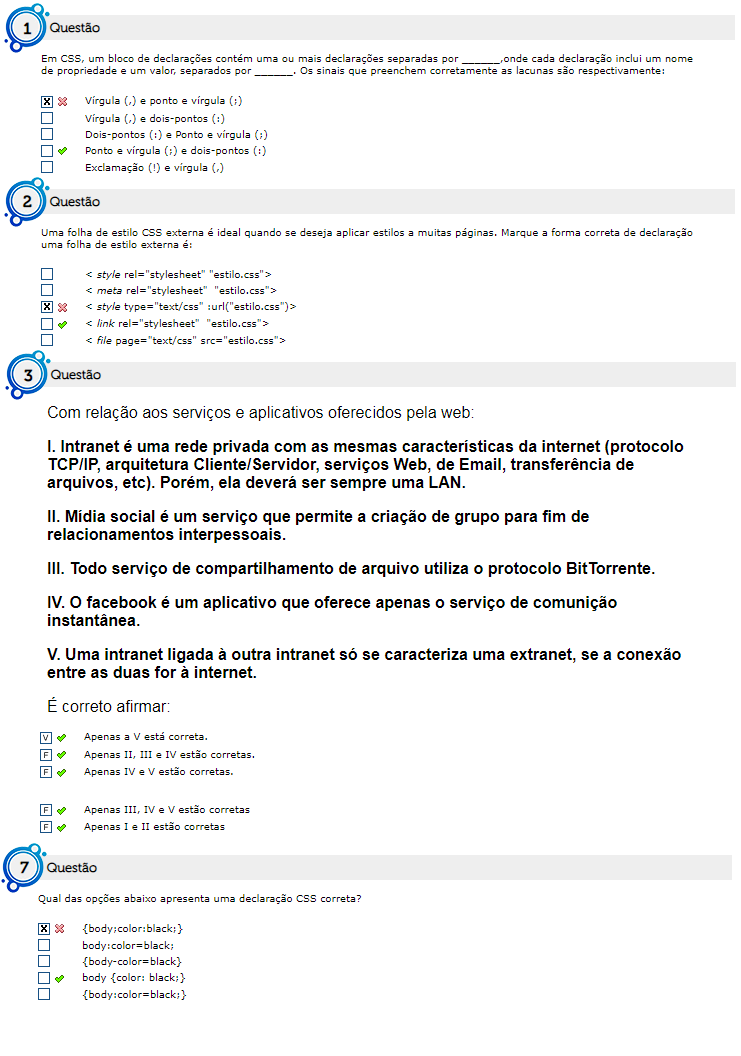 1 Questão
Em CSS, um bloco de declarações contém uma ou mais declarações separadas por ______,onde cada declaração inclui um nome
de propriedade e um valor, separados por ______. Os sinais que preenchem corretamente as lacunas são respectivamente:
X Vírgula (,) e ponto e vírgula (;)
Vírgula (,) e dois-pontos (:)
Dois-pontos (:) e Ponto e vírgula (;)
Ponto e vírgula (;) e dois-pontos (:)
Exclamação (!) e vírgula (,)
2 Questão
Uma folha de estilo CSS externa é ideal quando se deseja aplicar estilos a muitas páginas. Marque a forma correta de declaração
uma folha de estilo externa é:
< style rel="stylesheet" "estilo.css">
< meta rel="stylesheet" "estilo.css">
X < style type="text/css" :url("estilo.css")>
< link rel="stylesheet" "estilo.css">
< file page="text/css" src="estilo.css">
3 Questão
Com relação aos serviços e aplicativos oferecidos pela web:
I. Intranet é uma rede privada com as mesmas características da internet (protocolo
TCP/IP, arquitetura Cliente/Servidor, serviços Web, de Email, transferência de
arquivos, etc). Porém, ela deverá ser sempre uma LAN.
II. Mídia social é um serviço que permite a criação de grupo para fim de
relacionamentos interpessoais.
III. Todo serviço de compartilhamento de arquivo utiliza o protocolo BitTorrente.
IV. O facebook é um aplicativo que oferece apenas o serviço de comunição
instantânea.
V. Uma intranet ligada à outra intranet só se caracteriza uma extranet, se a conexão
entre as duas for à internet.
É correto afirmar:
V Apenas a V está correta.
F Apenas II, III e IV estão corretas.
F Apenas IV e V estão corretas.
F Apenas III, IV e V estão corretas
F Apenas I e II estão corretas
7 Questão
Qual das opções abaixo apresenta uma declaração CSS correta?
X {body;color:black;}
body:color=black;
{body-color=black}
body {color: black;}
{body:color=black;}